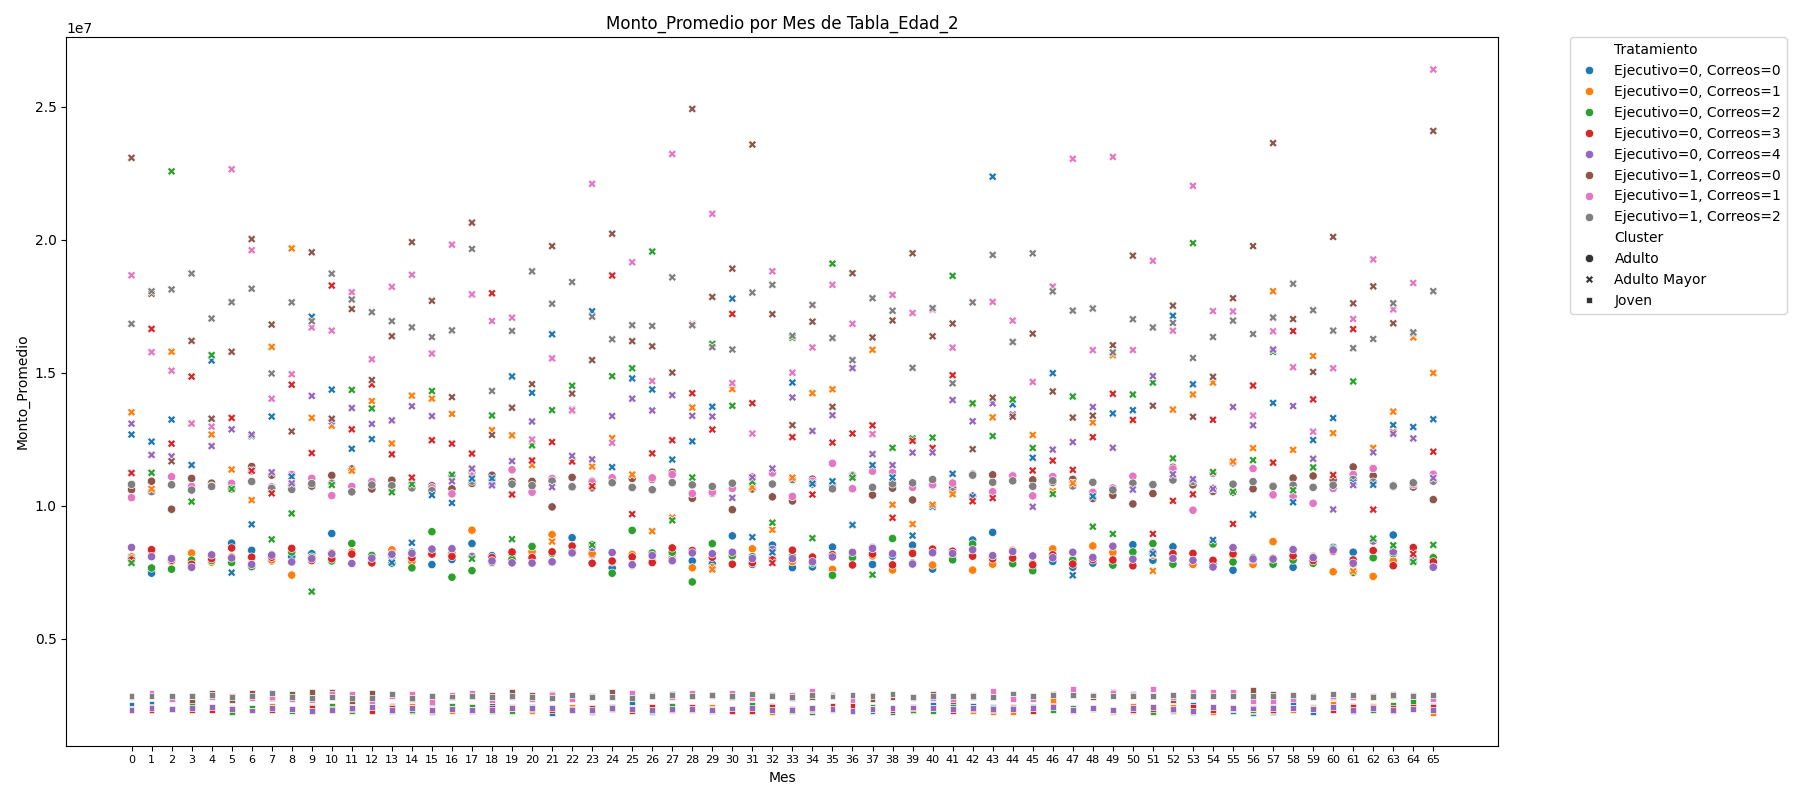 Monto_Promedio por Mes de Tabla_Edad_2
1e7
2.5
2.0
1.5
1.0
0.5
Monto_Promedio
0 1 2 3 4 5 6 7 8 9 10 11 12 13 14 15 16 17 18 19 20 21 22 23 24 25 26 27 28 29 30 31 32 33 34 35 36 37 38 39 40 41 42 43 44 45 46 47 48 49 50 51 52 53 54 55 56 57 58 59 60 61 62 63 64 65
Mes
Tratamiento
Ejecutivo=0, Correos=0
Ejecutivo=0, Correos=1
Ejecutivo=0, Correos=2
Ejecutivo=0, Correos=3
Ejecutivo=0, Correos=4
Ejecutivo=1, Correos=0
Ejecutivo=1, Correos=1
Ejecutivo=1, Correos=2
Cluster
Adulto
Adulto Mayor
Joven